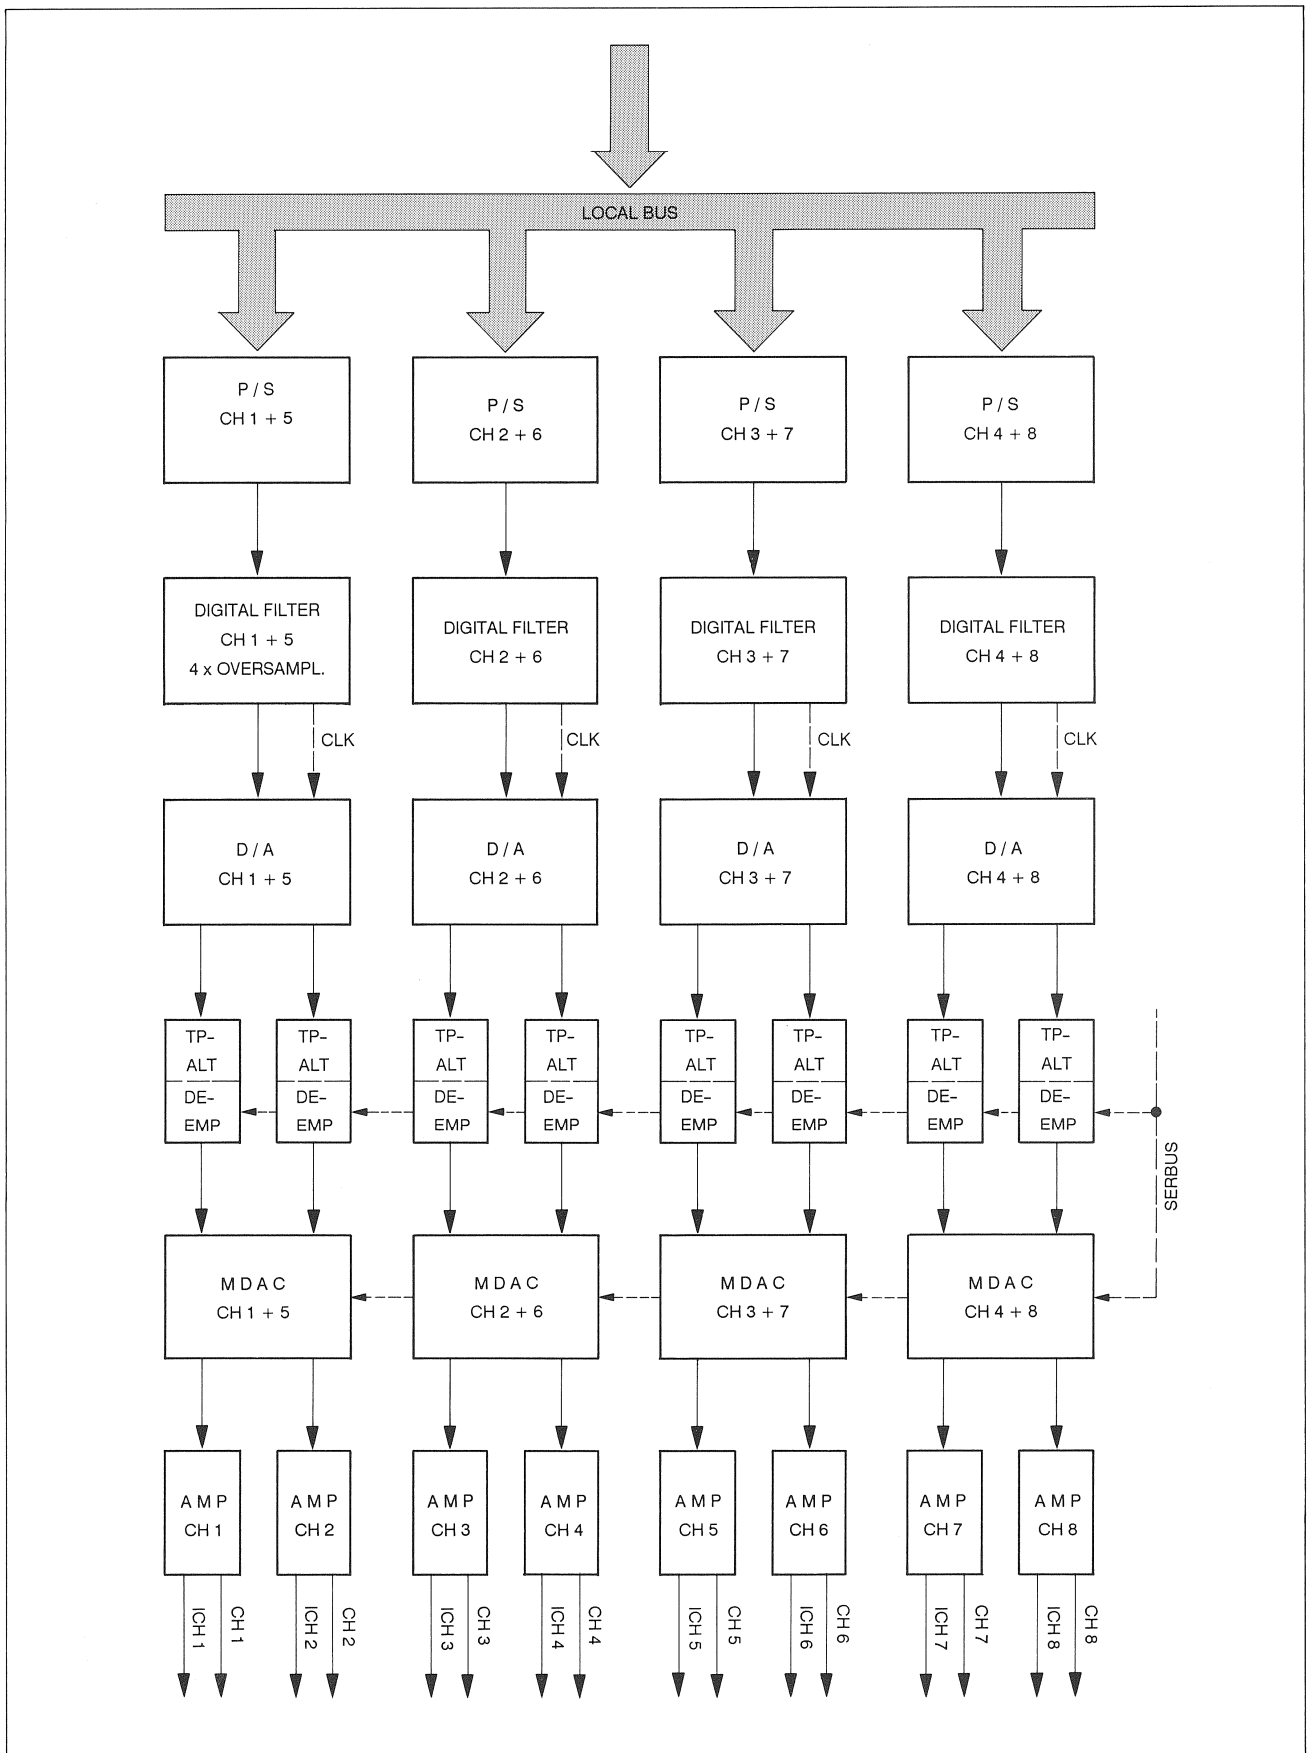 LOCAL BUS
P / S
CH 1 + 5
P / S
CH 2 + 6
P / S
CH 3 + 7
P / S
CH 4 + 8
DIGITAL FILTER
CH 1 + 5
4 x OVERSAMPL.
DIGITAL FILTER
CH 2 + 6
DIGITAL FILTER
CH 3 + 7
DIGITAL FILTER
CH 4 + 8
CLK
CLK
CLK
CLK
D / A
CH 1 + 5
D / A
CH 2 + 6
D / A
CH 3 + 7
D / A
CH 4 + 8
TP–
ALT
DE–
EMP
TP–
ALT
DE–
EMP
TP–
ALT
DE–
EMP
TP–
ALT
DE–
EMP
TP–
ALT
DE–
EMP
TP–
ALT
DE–
EMP
TP–
ALT
DE–
EMP
TP–
ALT
DE–
EMP
SERBUS
M D A C
CH 1 + 5
M D A C
CH 2 + 6
M D A C
CH 3 + 7
M D A C
CH 4 + 8
A M P
CH 1
A M P
CH 2
A M P
CH 3
A M P
CH 4
A M P
CH 5
A M P
CH 6
A M P
CH 7
A M P
CH 8
ICH 1
CH 1
ICH 2
CH 2
ICH 3
CH 3
ICH 4
CH 4
ICH 5
CH 5
ICH 6
CH 6
ICH 7
CH 7
ICH 8
CH 8